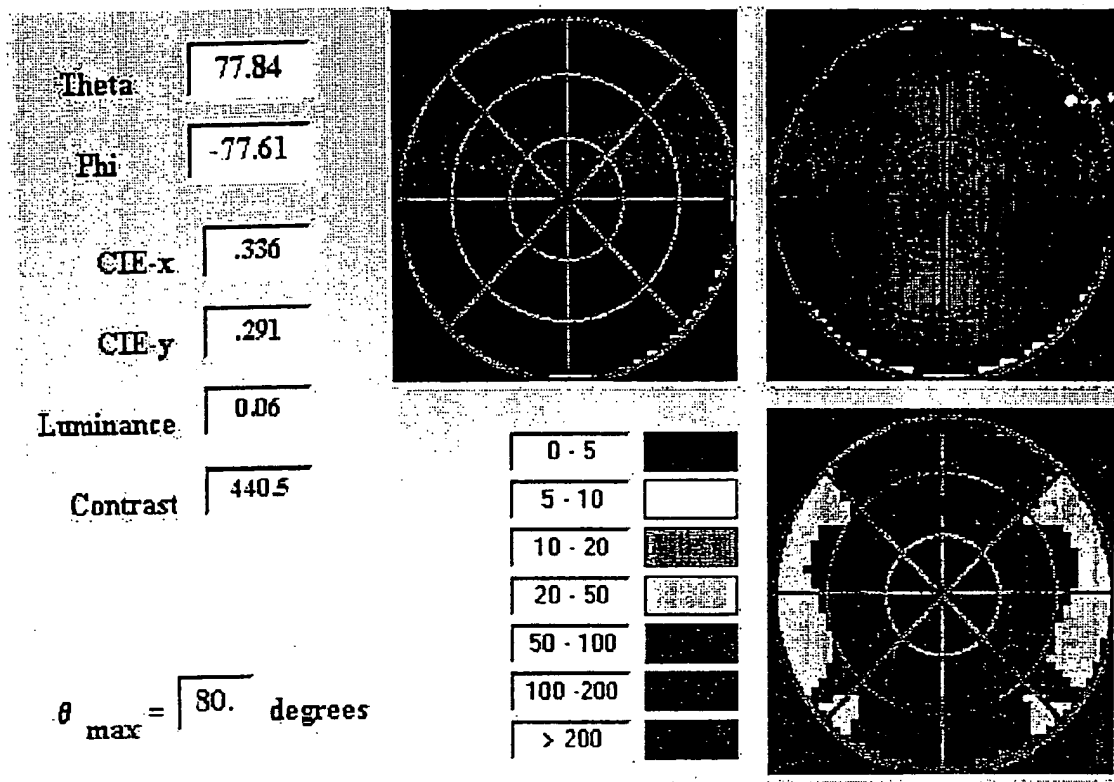 Theta 77.84
Phi -77.61
CIE-x .336
CIE-y .291
Luminance 0.06
Contrast 440.5
0 - 5
5 - 10
10 - 20
20 - 50
50 - 100
100 -200
> 200
θ max = 80. degrees